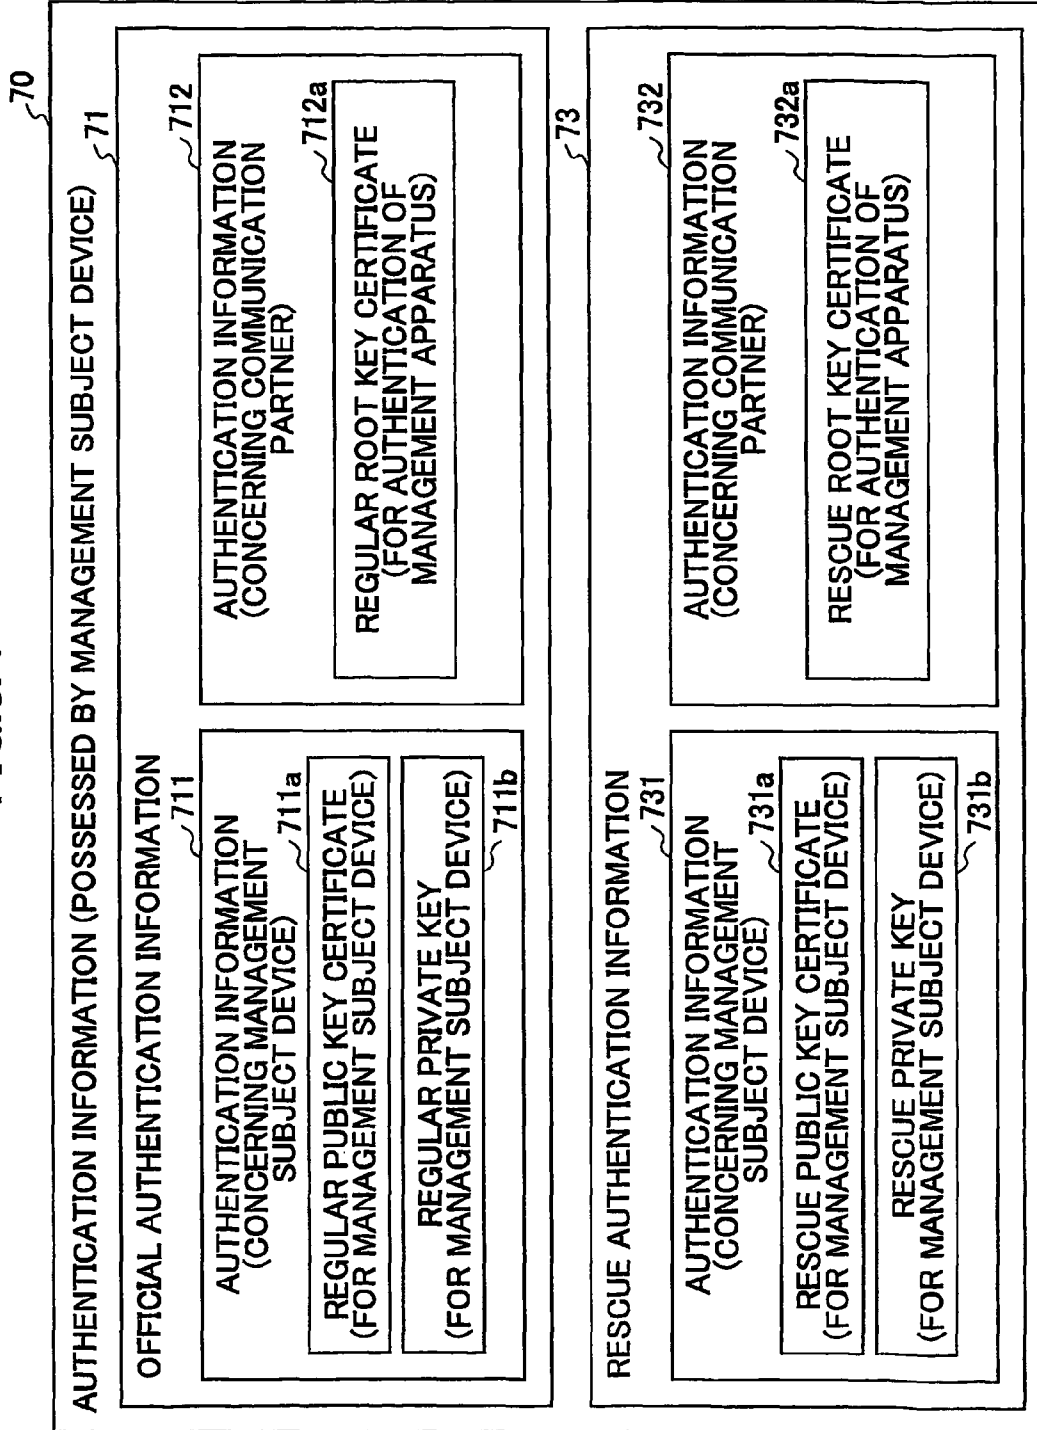 70
AUTHENTICATION INFORMATION (POSSESSED BY MANAGEMENT SUBJECT DEVICE)
71
OFFICIAL AUTHENTICATION INFORMATION
711
AUTHENTICATION INFORMATION
(CONCERNING MANAGEMENT
SUBJECT DEVICE)
711a
REGULAR PUBLIC KEY CERTIFICATE
(FOR MANAGEMENT SUBJECT DEVICE)
REGULAR PRIVATE KEY
(FOR MANAGEMENT SUBJECT DEVICE)
711b
712
AUTHENTICATION INFORMATION
(CONCERNING COMMUNICATION
PARTNER)
712a
REGULAR ROOT KEY CERTIFICATE
(FOR AUTHENTICATION OF
MANAGEMENT APPARATUS)
73
RESCUE AUTHENTICATION INFORMATION
731
AUTHENTICATION INFORMATION
(CONCERNING MANAGEMENT
SUBJECT DEVICE)
731a
RESCUE PUBLIC KEY CERTIFICATE
(FOR MANAGEMENT SUBJECT DEVICE)
RESCUE PRIVATE KEY
(FOR MANAGEMENT SUBJECT DEVICE)
731b
732
AUTHENTICATION INFORMATION
(CONCERNING COMMUNICATION
PARTNER)
732a
RESCUE ROOT KEY CERTIFICATE
(FOR AUTHENTICATION OF
MANAGEMENT APPARATUS)